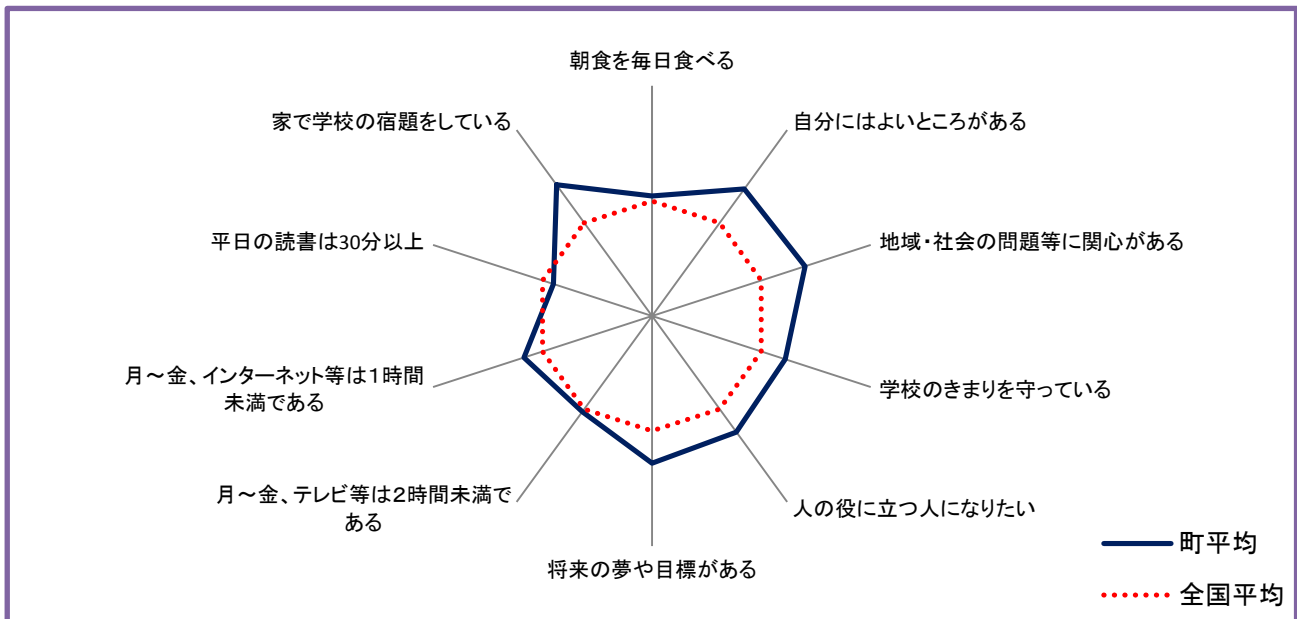 朝食を毎日食べる
家で学校の宿題をしている
自分にはよいところがある
平日の読書は30分以上
地域・社会の問題等に関心がある
月～金、インターネット等は１時間
未満である
学校のきまりを守っている
月～金、テレビ等は２時間未満で
ある
人の役に立つ人になりたい
将来の夢や目標がある
町平均
全国平均